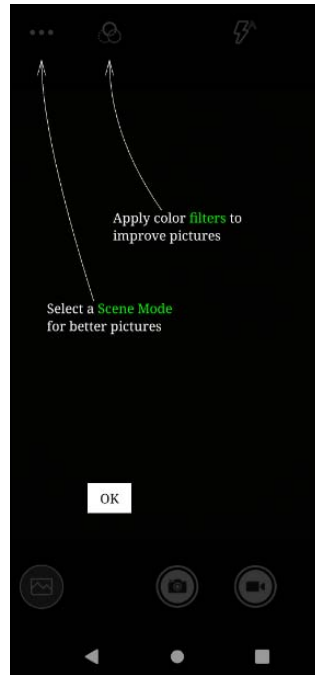 Apply color filters to
improve pictures
Select a Scene Mode
for better pictures
OK